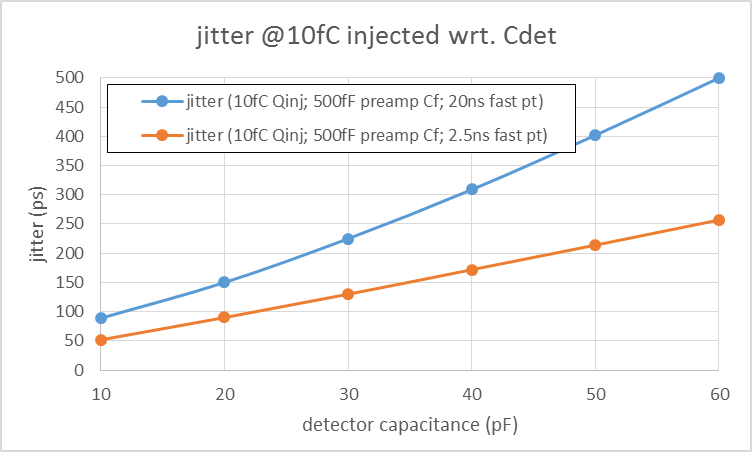 jitter @10fC injected wrt. Cdet
jitter (10fC Qinj; 500fF preamp Cf; 20ns fast pt)
jitter (10fC Qinj; 500fF preamp Cf; 2.5ns fast pt)
jitter (ps)
500
450
400
350
300
250
200
150
100
50
0
10 20 30 40 50 60
detector capacitance (pF)